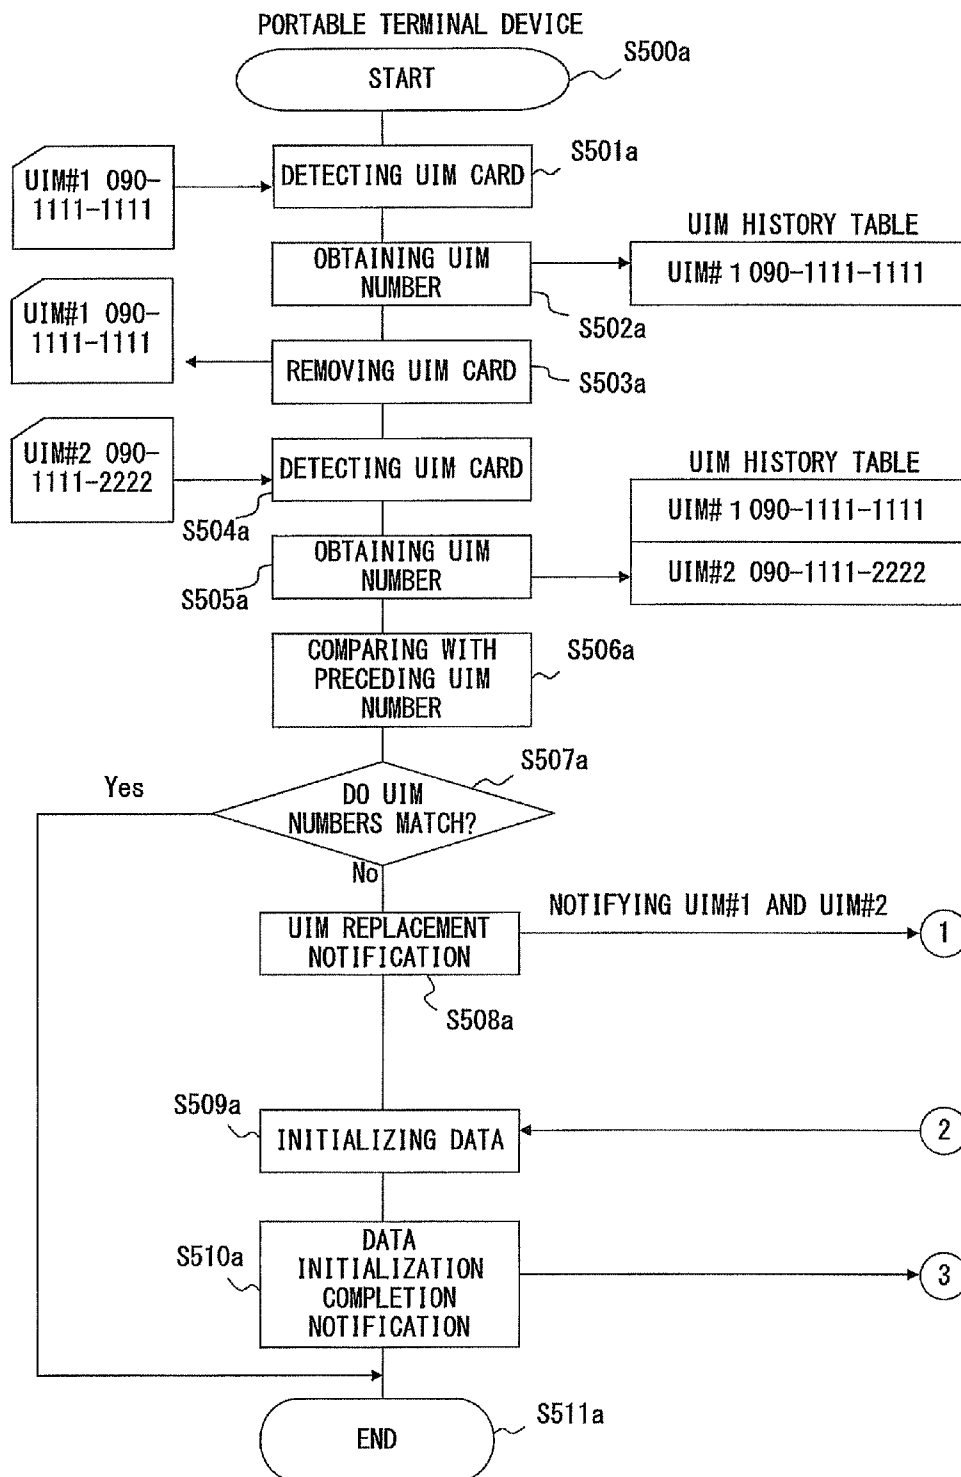 PORTABLE TERMINAL DEVICE
START
S500a
UIM#1 090-
1111-1111
DETECTING UIM CARD
S501a
OBTAINING UIM
NUMBER
S502a
UIM HISTORY TABLE
UIM# 1 090-1111-1111
UIM#1 090-
1111-1111
REMOVING UIM CARD
S503a
UIM#2 090-
1111-2222
DETECTING UIM CARD
S504a
UIM HISTORY TABLE
UIM# 1 090-1111-1111
UIM#2 090-1111-2222
OBTAINING UIM
NUMBER
S505a
COMPARING WITH
PRECEDING UIM
NUMBER
S506a
DO UIM
NUMBERS MATCH?
S507a
Yes
No
UIM REPLACEMENT
NOTIFICATION
S508a
NOTIFYING UIM#1 AND UIM#2
1
S509a
INITIALIZING DATA
2
S510a
DATA
INITIALIZATION
COMPLETION
NOTIFICATION
3
END
S511a